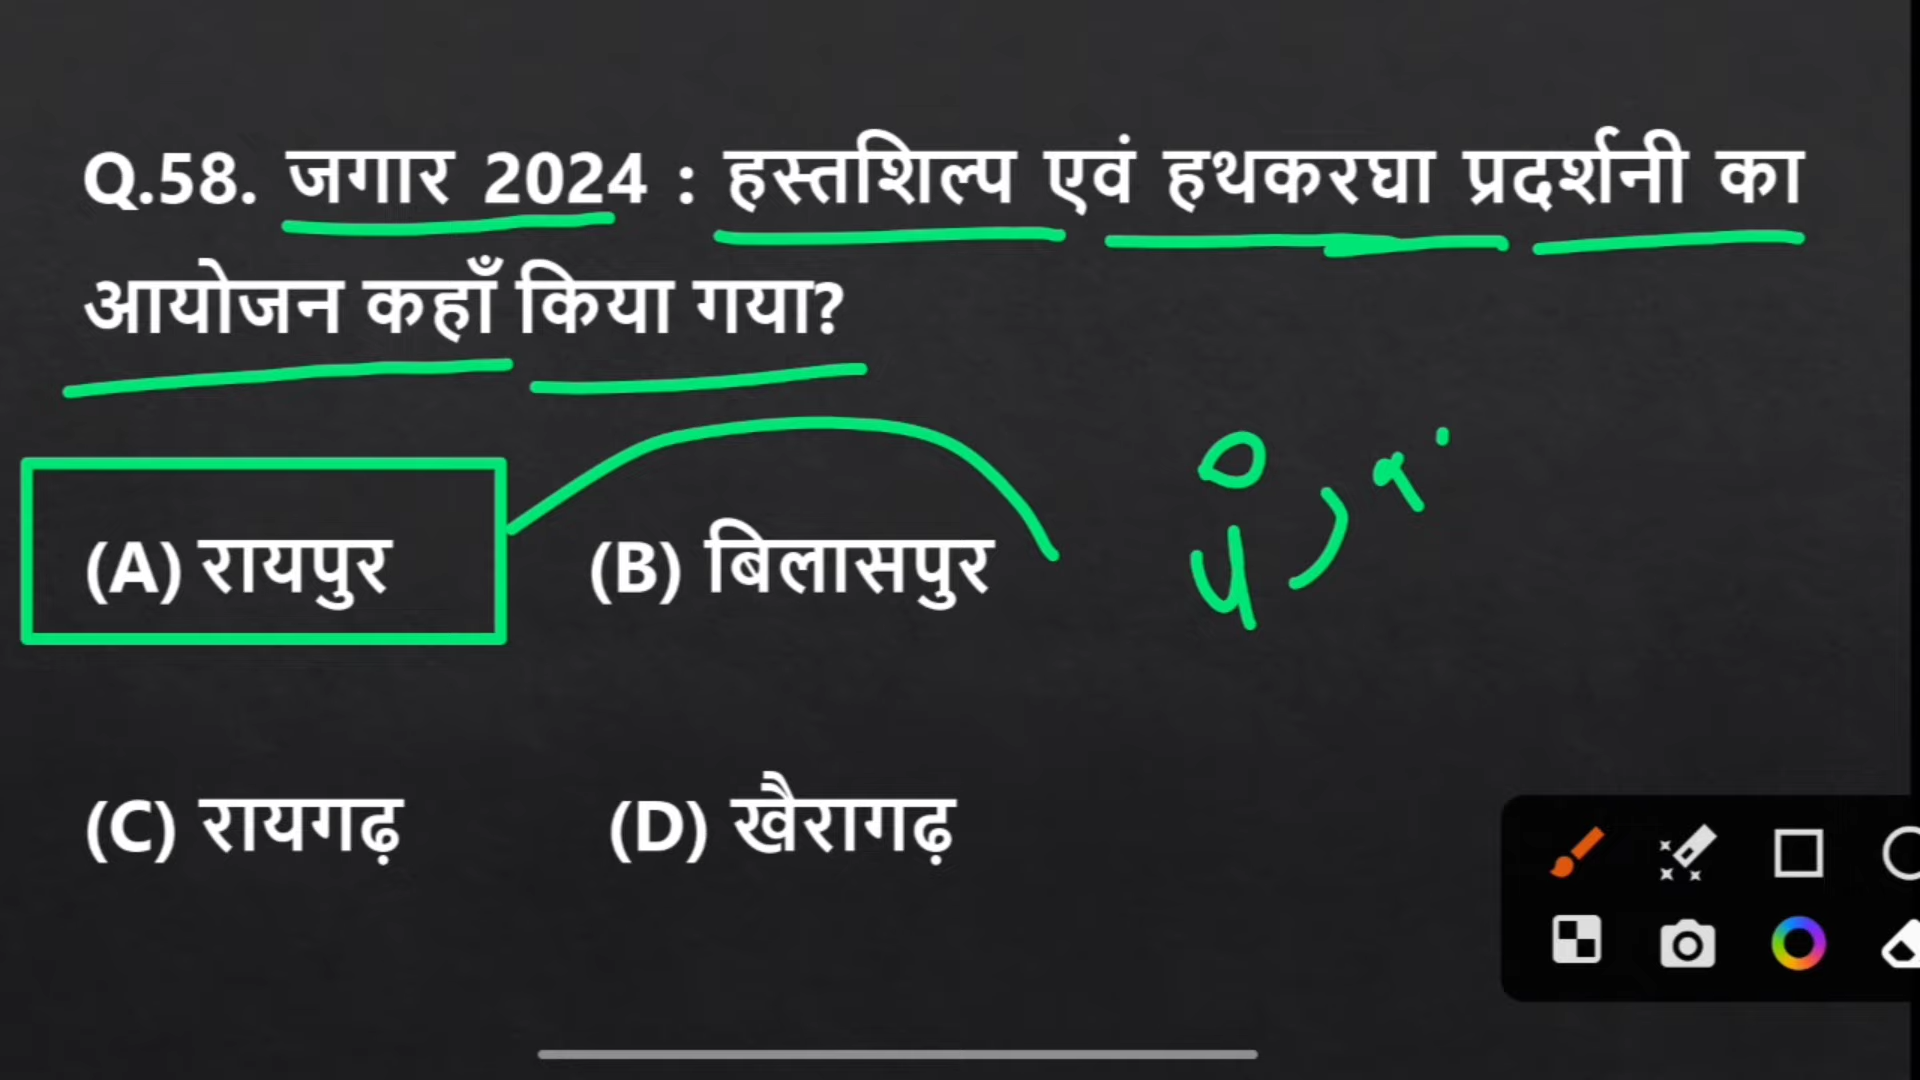 Q.58. जगार 2024 : हस्तशिल्प एवं हथकरघा प्रदर्शनी का
आयोजन कहाँ किया गया?
(A) रायपुर (B) बिलासपुर
(C) रायगढ़ (D) खैरागढ़